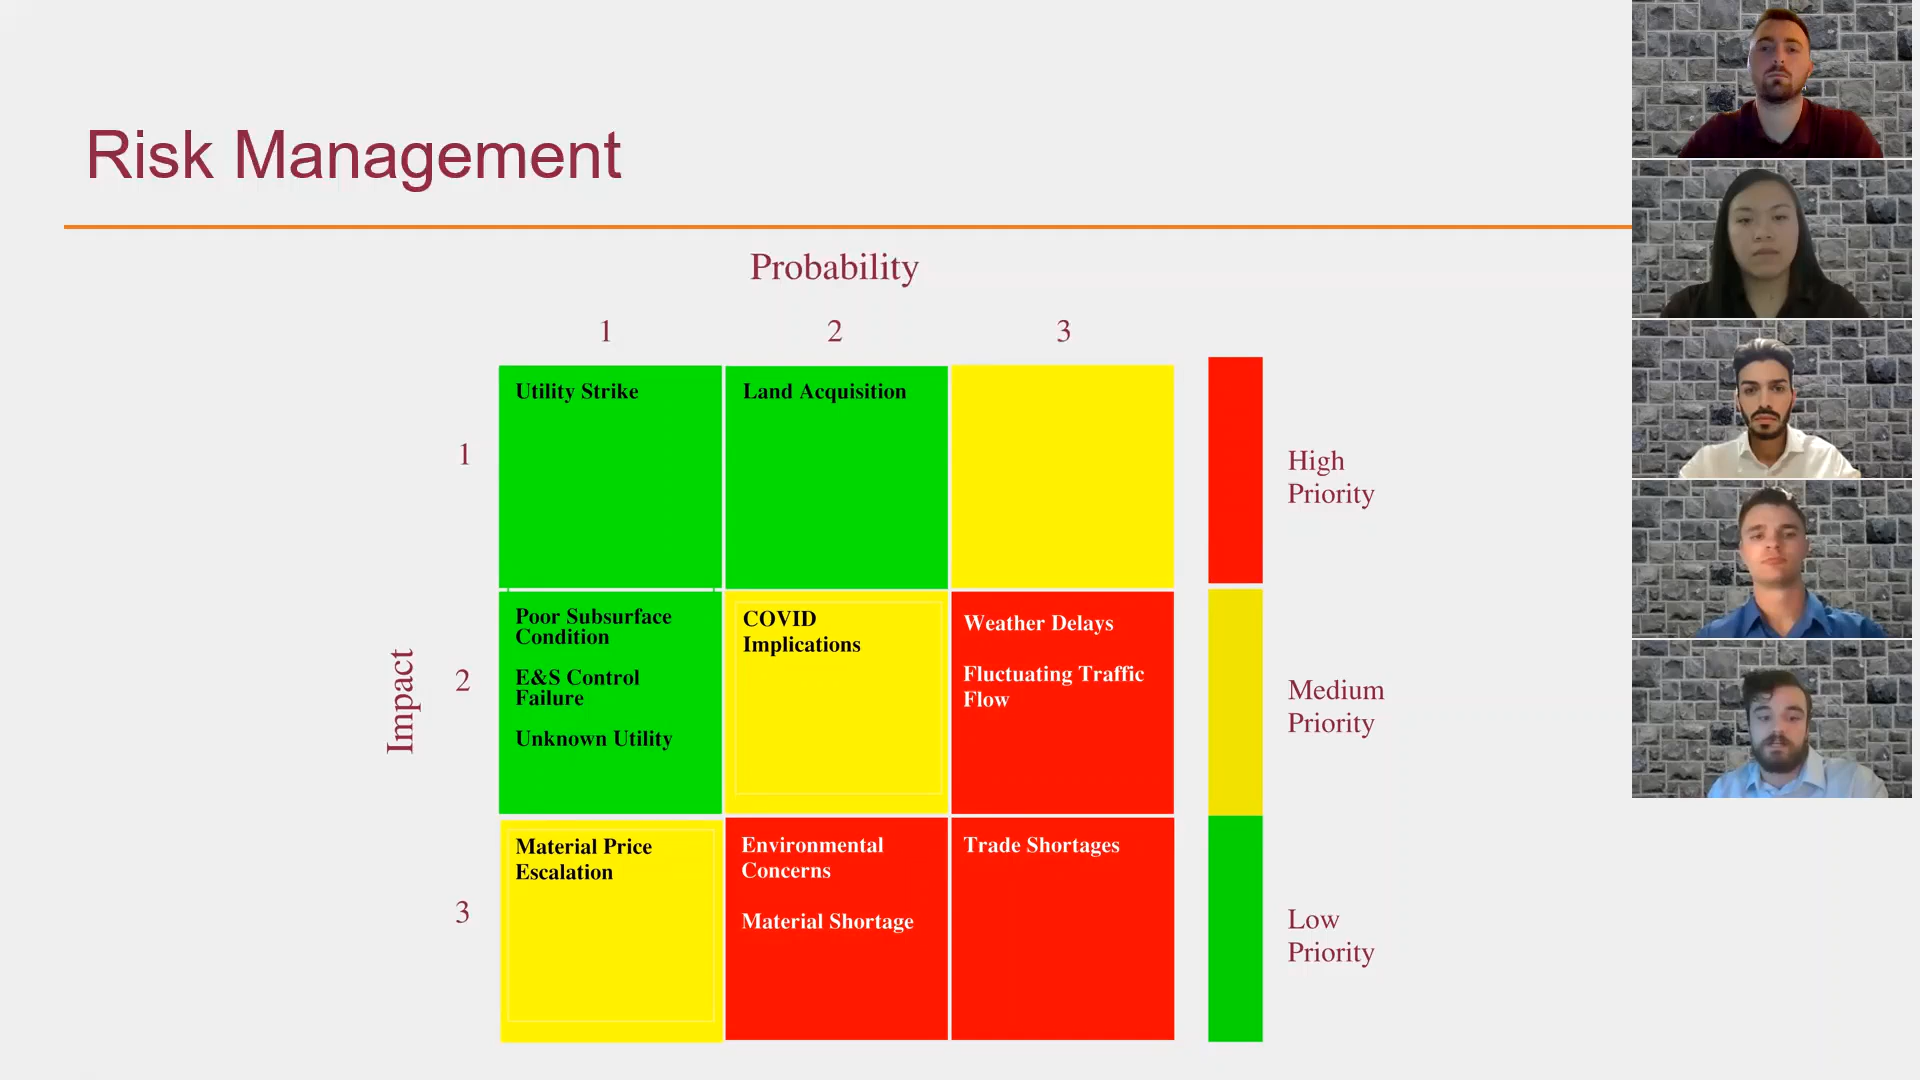 Risk Management
Probability
1 2 3
Impact
1
Utility Strike
Land Acquisition
2
Poor Subsurface
Condition
E&S Control
Failure
Unknown Utility
COVID
Implications
Weather Delays
Fluctuating Traffic
Flow
3
Material Price
Escalation
Environmental
Concerns
Material Shortage
Trade Shortages
High
Priority
Medium
Priority
Low
Priority